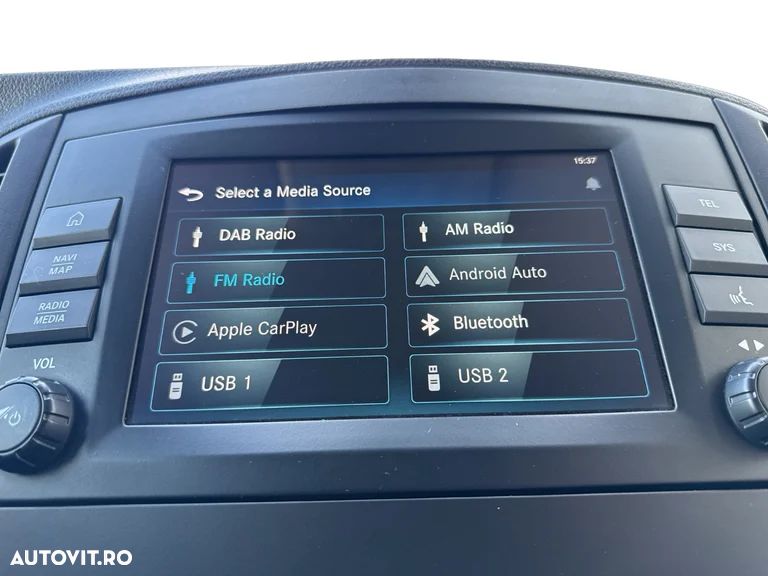 15:37
Select a Media Source
DAB Radio
AM Radio
FM Radio
Android Auto
Apple CarPlay
Bluetooth
USB 1
USB 2
NAVI
MAP
RADIO
MEDIA
VOL
TEL
SYS
AUTOVIT.RO